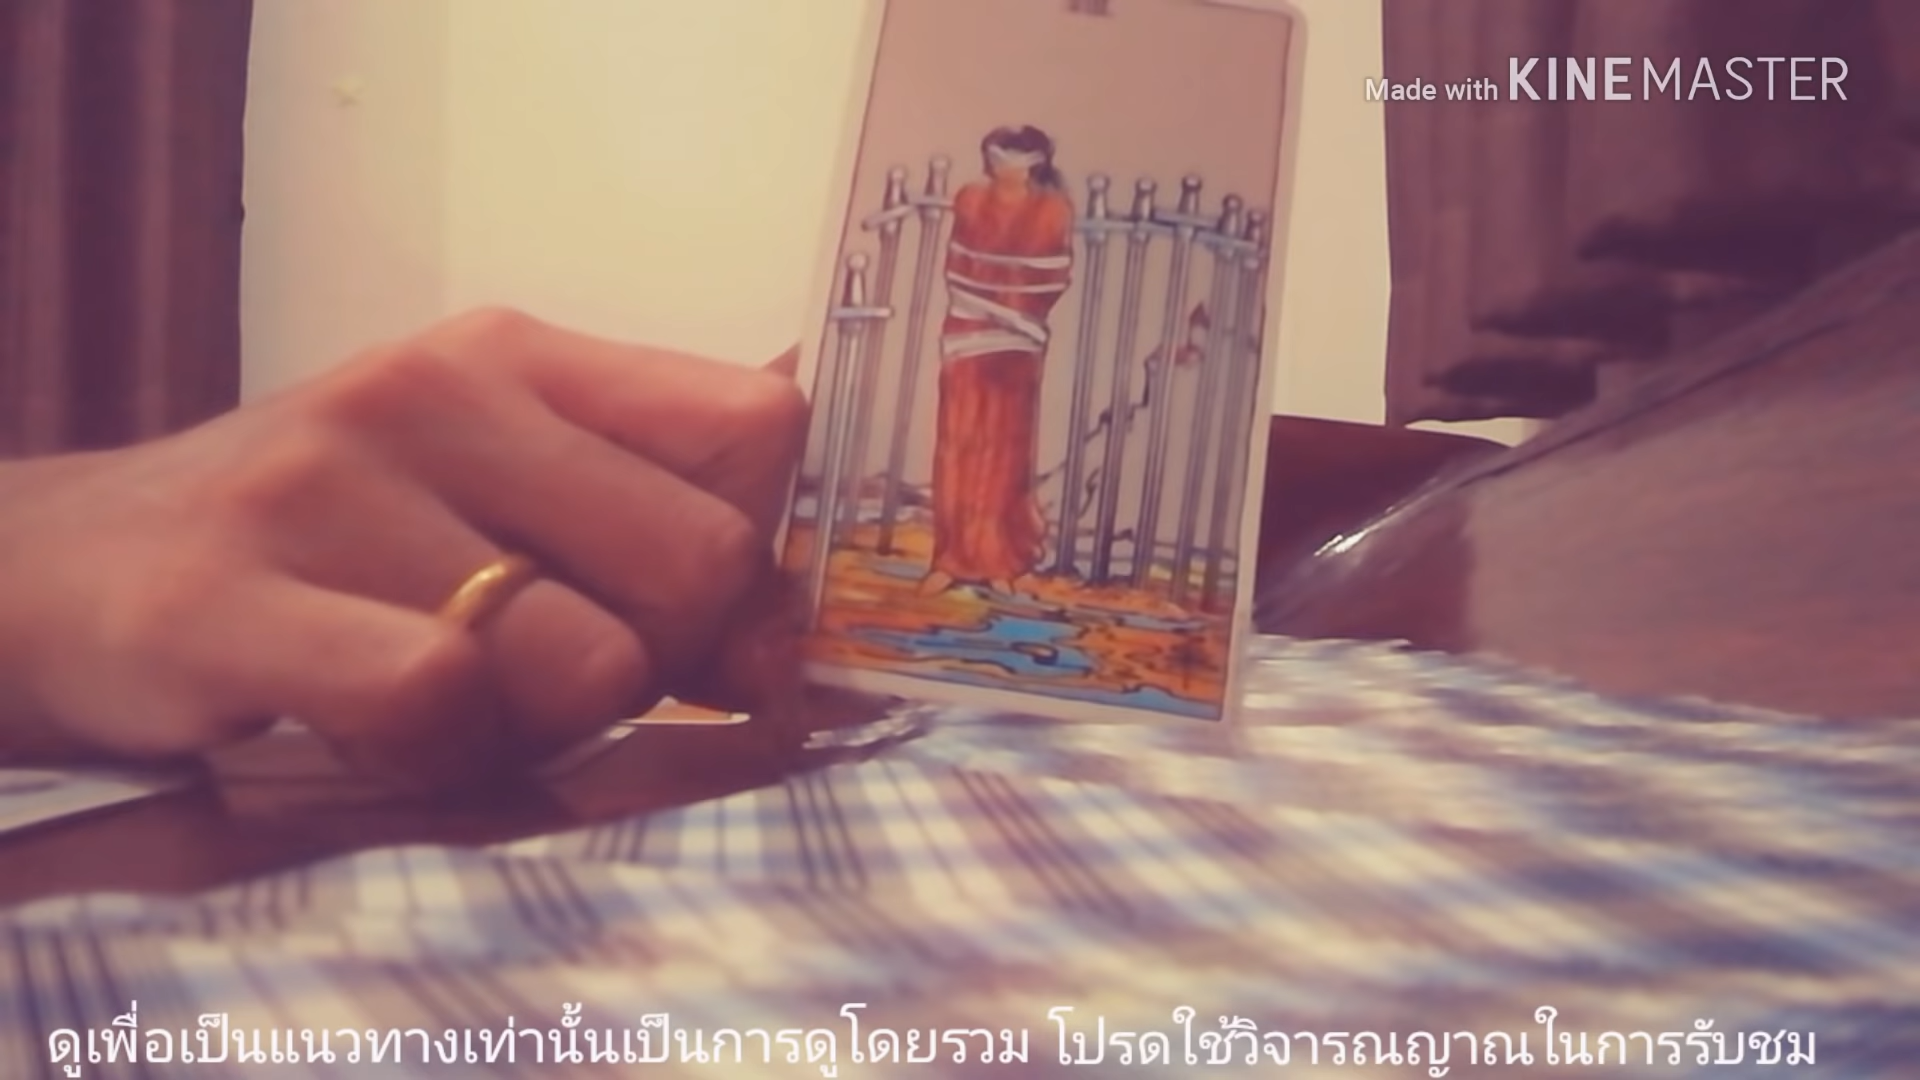 Made with KINEMASTER
ดูเพื่อเป็นแนวทางเท่านั้นเป็นการดูโดยรวม โปรดใช้วิจารณญาณในการรับชม